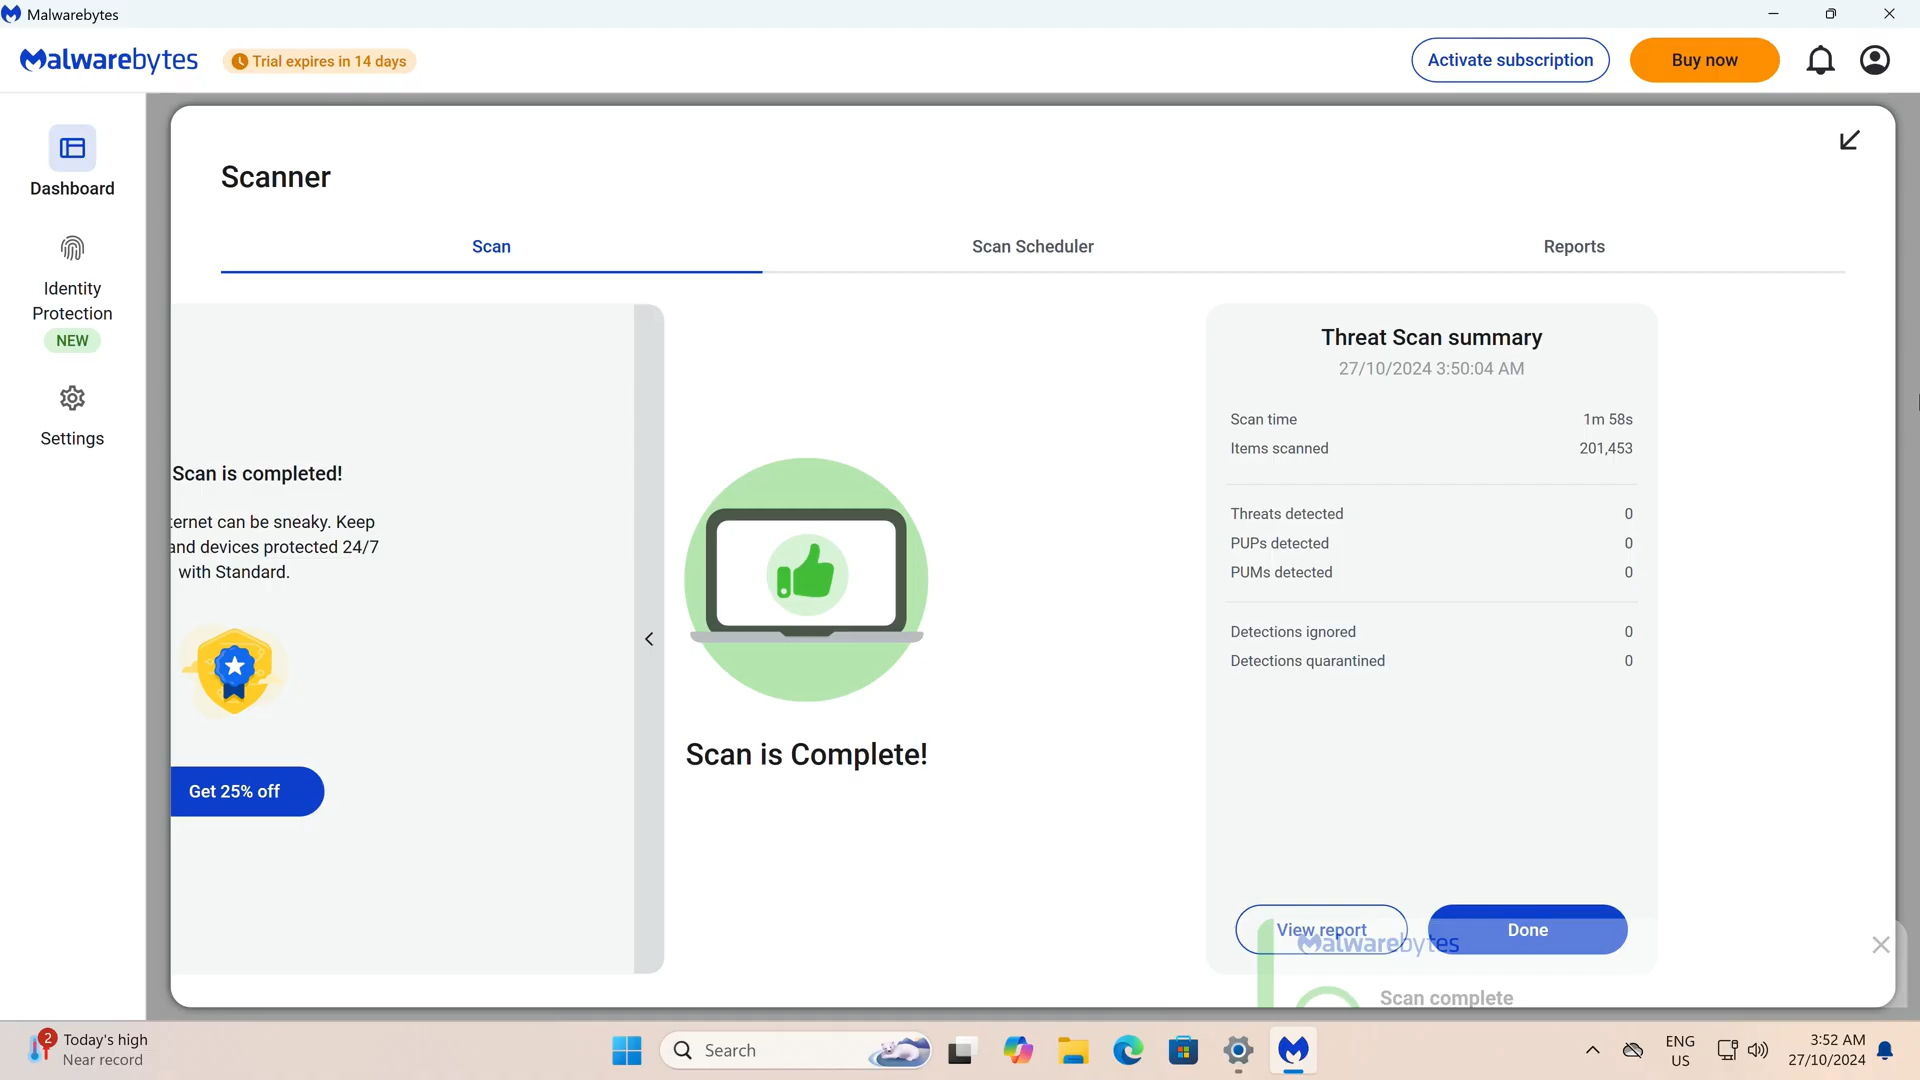 Malwarebytes
Malwarebytes
Trial expires in 14 days
Activate subscription
Buy now
Dashboard
Identity
Protection
NEW
Settings
Scanner
Scan
Scan Scheduler
Reports
Scan is completed!
ernet can be sneaky. Keep
and devices protected 24/7
with Standard.
Get 25% off
Scan is Complete!
Threat Scan summary
27/10/2024 3:50:04 AM
Scan time 1m 58s
Items scanned 201,453
Threats detected 0
PUPs detected 0
PUMs detected 0
Detections ignored 0
Detections quarantined 0
View report
Done
Malwarebytes
Scan complete
2
Today's high
Near record
Search
ENG
US
3:52 AM
27/10/2024